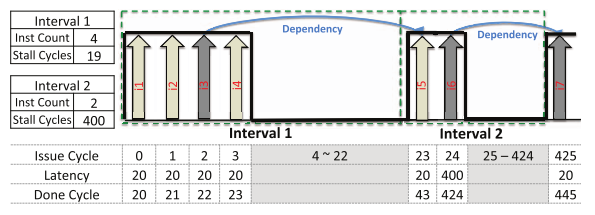 Interval 1
Inst Count 4
Stall Cycles 19
Interval 2
Inst Count 2
Stall Cycles 400
Dependency
Dependency
i1 i2 i3 i4 i5 i6 i7
Interval 1 Interval 2
Issue Cycle 0 1 2 3 4 ~ 22 23 24 25 – 424 425
Latency 20 20 20 20 20 400 20
Done Cycle 20 21 22 23 43 424 445